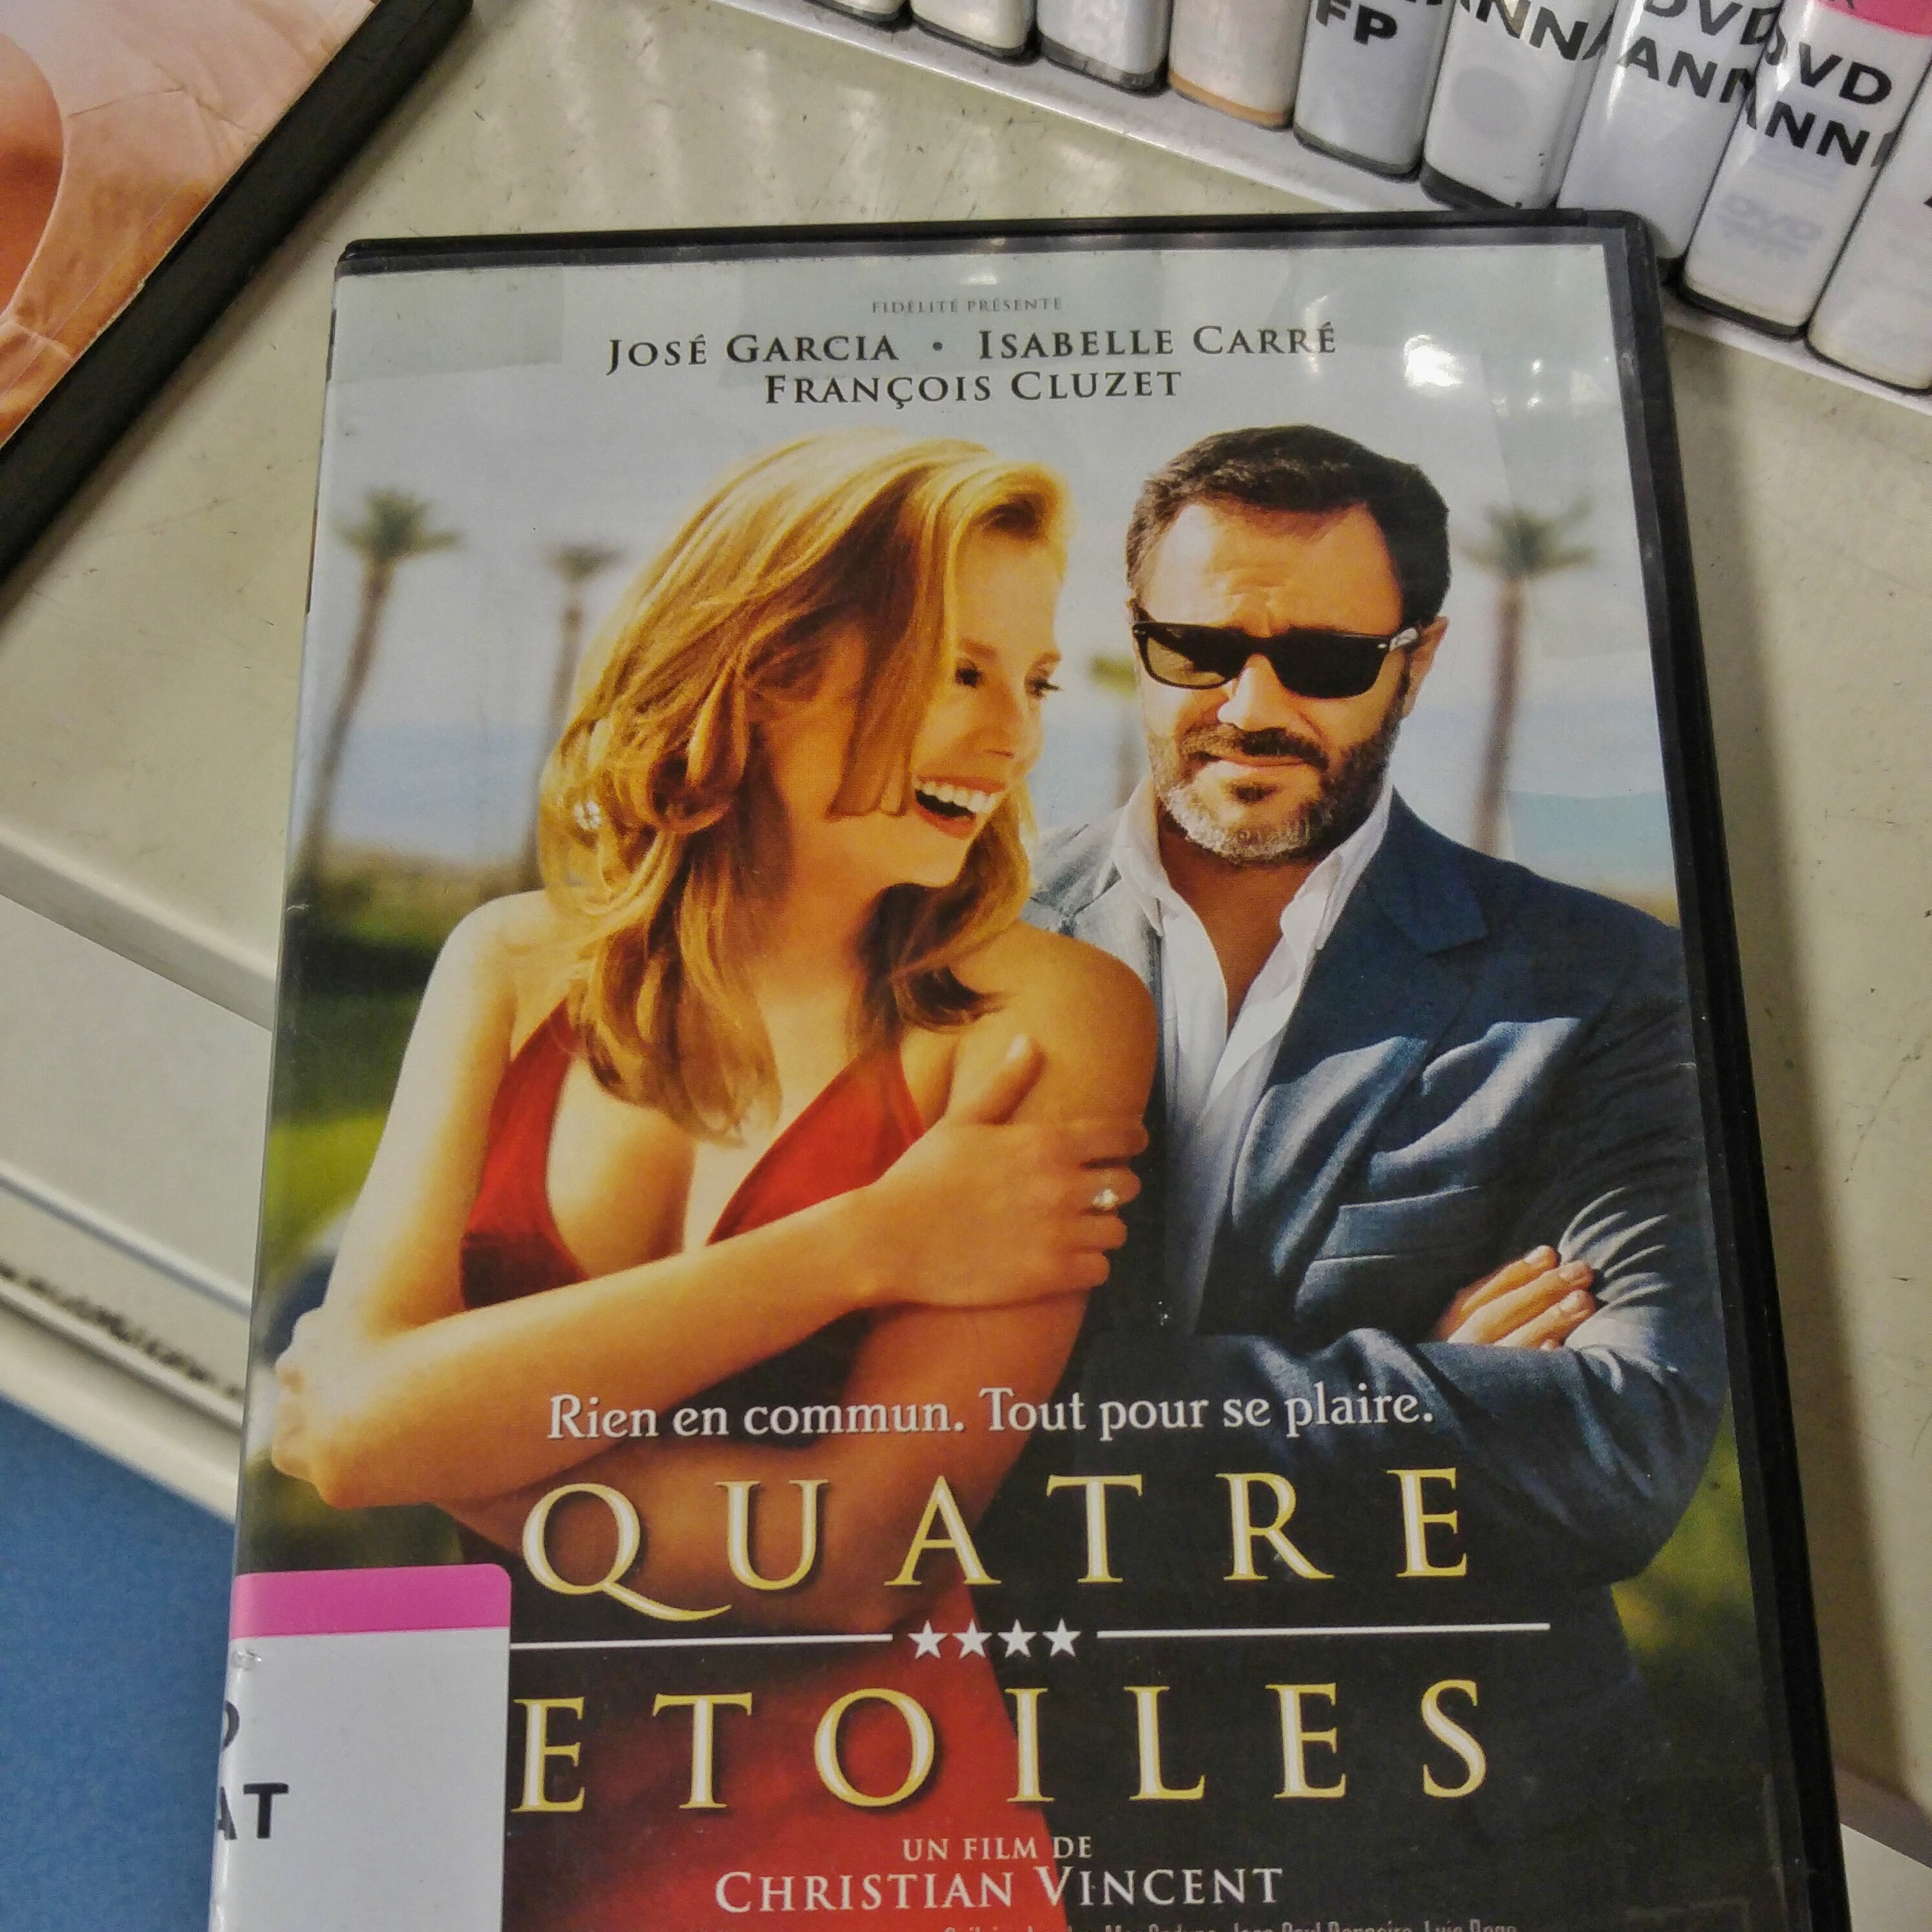 FP
ANN
DVD
ANN
DVD
ANN
FIDÉLITÉ PRÉSENTE
JOSÉ GARCIA • ISABELLE CARRÉ
FRANÇOIS CLUZET
Rien en commun. Tout pour se plaire.
QUATRE
★★★★
ETOILES
AT
UN FILM DE
CHRISTIAN VINCENT